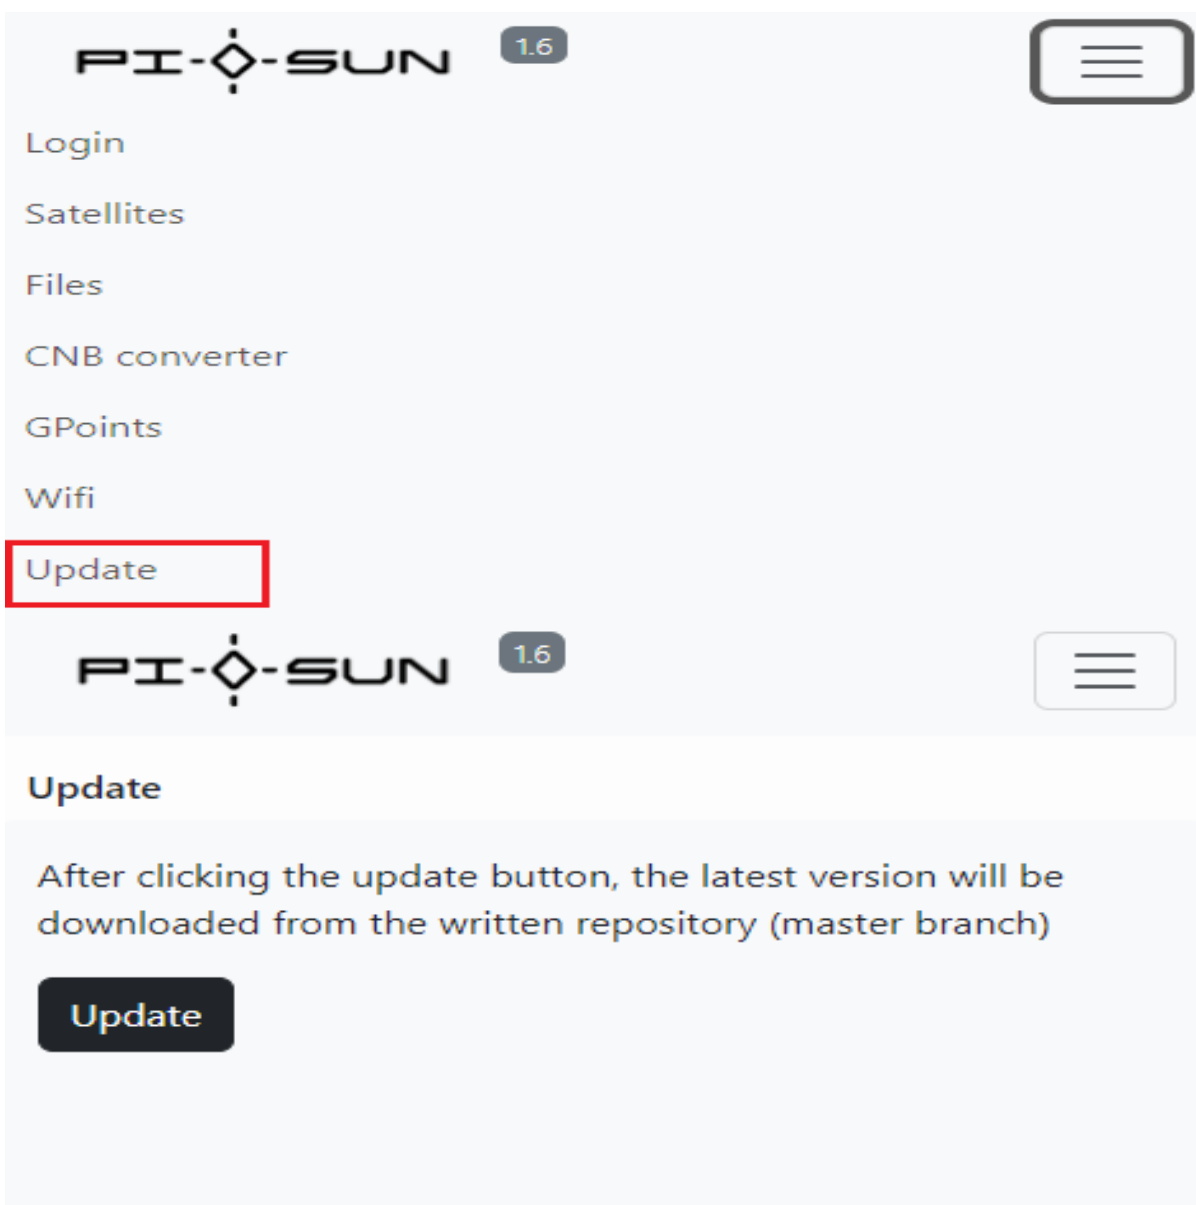 PI-SUN 1.6
Login
Satellites
Files
CNB converter
GPoints
Wifi
Update
PI-SUN 1.6
Update
After clicking the update button, the latest version will be
downloaded from the written repository (master branch)
Update